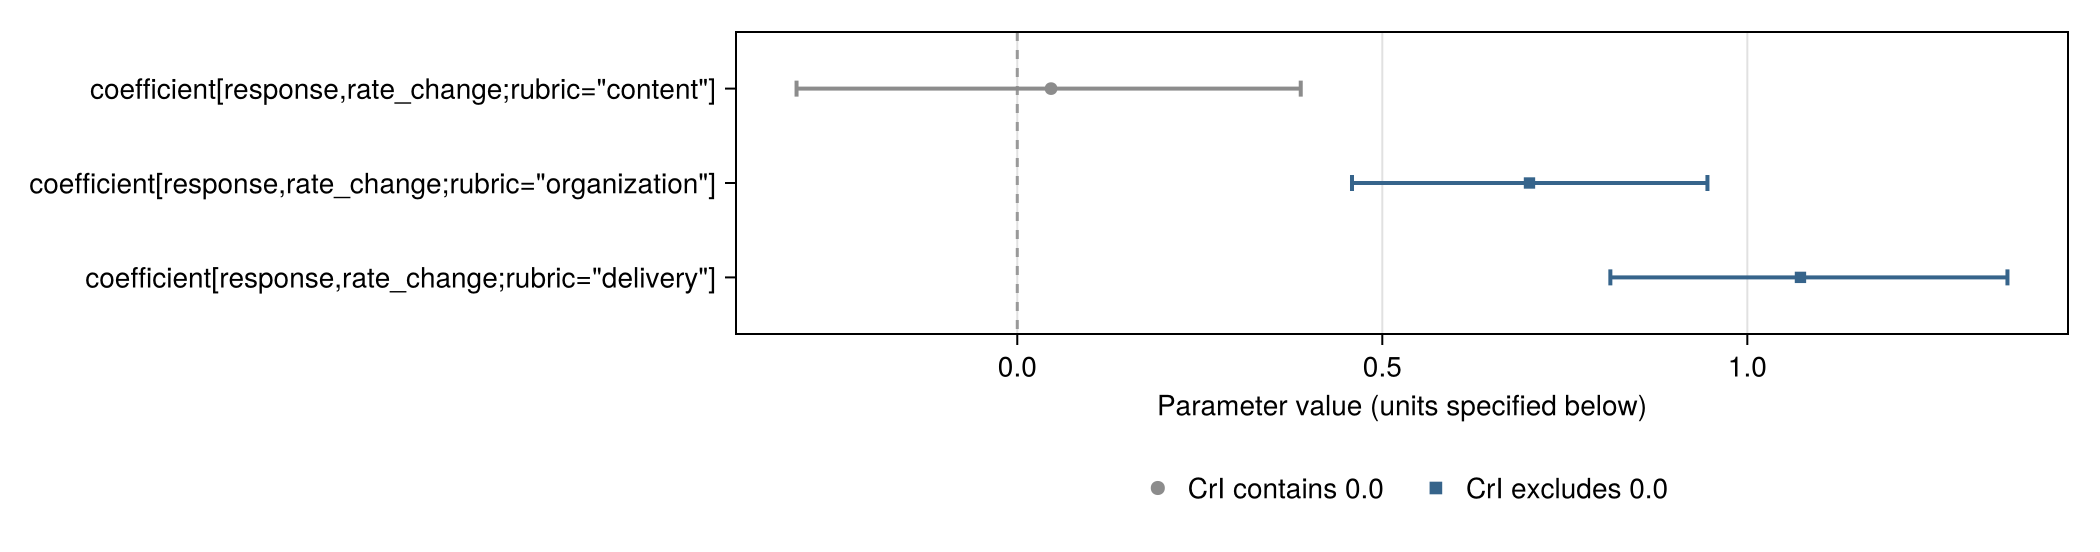 coefficient[response,rate_change;rubric="content"]
coefficient[response,rate_change;rubric="organization"]
coefficient[response,rate_change;rubric="delivery"]
0.0 0.5 1.0
Parameter value (units specified below)
CrI contains 0.0 CrI excludes 0.0